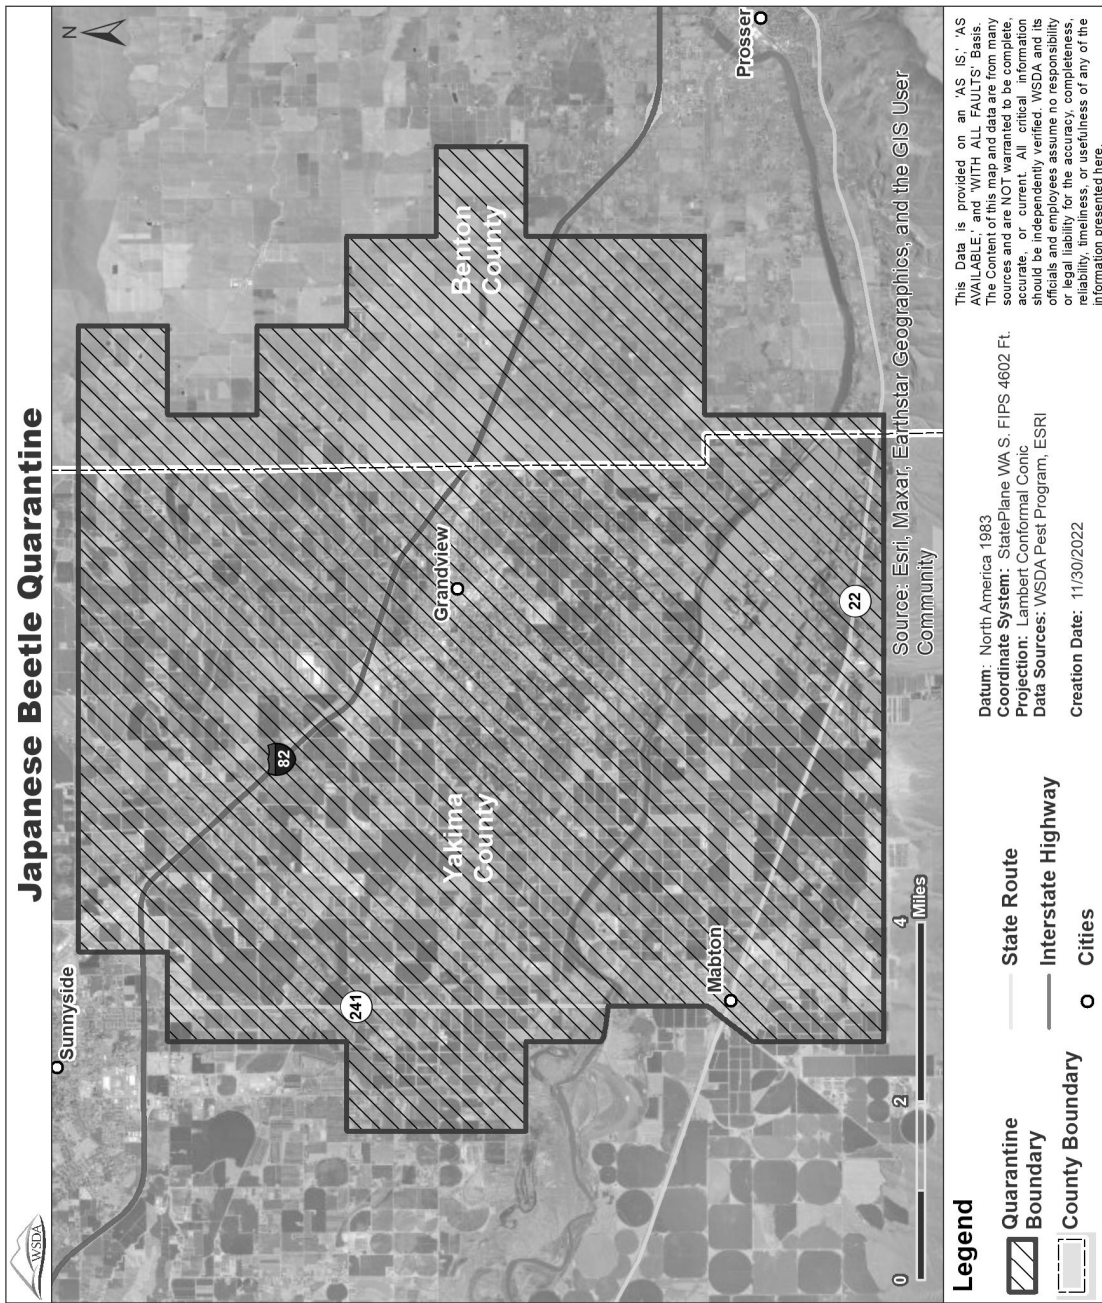 WSDA
Japanese Beetle Quarantine
N
Sunnyside
82
241
Grandview
Yakima
County
Benton
County
Prosser
Mabton
22
0
2
4
Miles
Source: Esri, Maxar, Earthstar Geographics, and the GIS User
Community
Legend
Quarantine
Boundary
County Boundary
State Route
Interstate Highway
Cities
Datum: North America 1983
Coordinate System: StatePlane WA S. FIPS 4602 Ft.
Projection: Lambert Conformal Conic
Data Sources: WSDA Pest Program, ESRI
Creation Date: 11/30/2022
This Data is provided on an 'AS IS,' 'AS
AVAILABLE,' and 'WITH ALL FAULTS' Basis.
The Content of this map and data are from many
sources and are NOT warranted to be complete,
accurate, or current. All critical information
should be independently verified. WSDA and its
officials and employees assume no responsibility
or legal liability for the accuracy, completeness,
reliability, timeliness, or usefulness of any of the
information presented here.